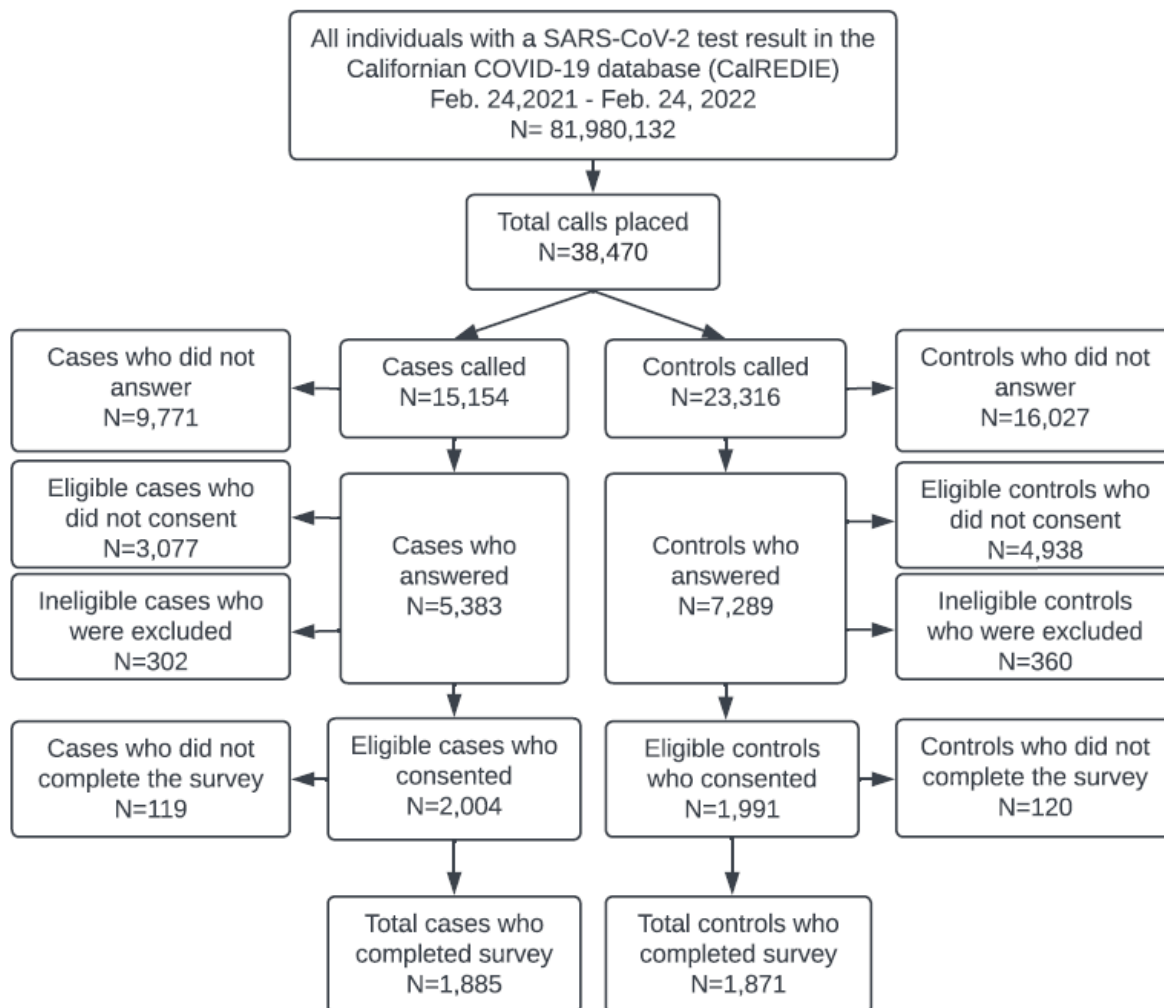 All individuals with a SARS-CoV-2 test result in the
Californian COVID-19 database (CalREDIE)
Feb. 24,2021 - Feb. 24, 2022
N= 81,980,132
Total calls placed
N=38,470
Cases who did not
answer
N=9,771
Cases called
N=15,154
Controls called
N=23,316
Controls who did not
answer
N=16,027
Eligible cases who
did not consent
N=3,077
Ineligible cases who
were excluded
N=302
Cases who
answered
N=5,383
Controls who
answered
N=7,289
Eligible controls who
did not consent
N=4,938
Ineligible controls
who were excluded
N=360
Cases who did not
complete the survey
N=119
Eligible cases who
consented
N=2,004
Eligible controls
who consented
N=1,991
Controls who did not
complete the survey
N=120
Total cases who
completed survey
N=1,885
Total controls who
completed survey
N=1,871